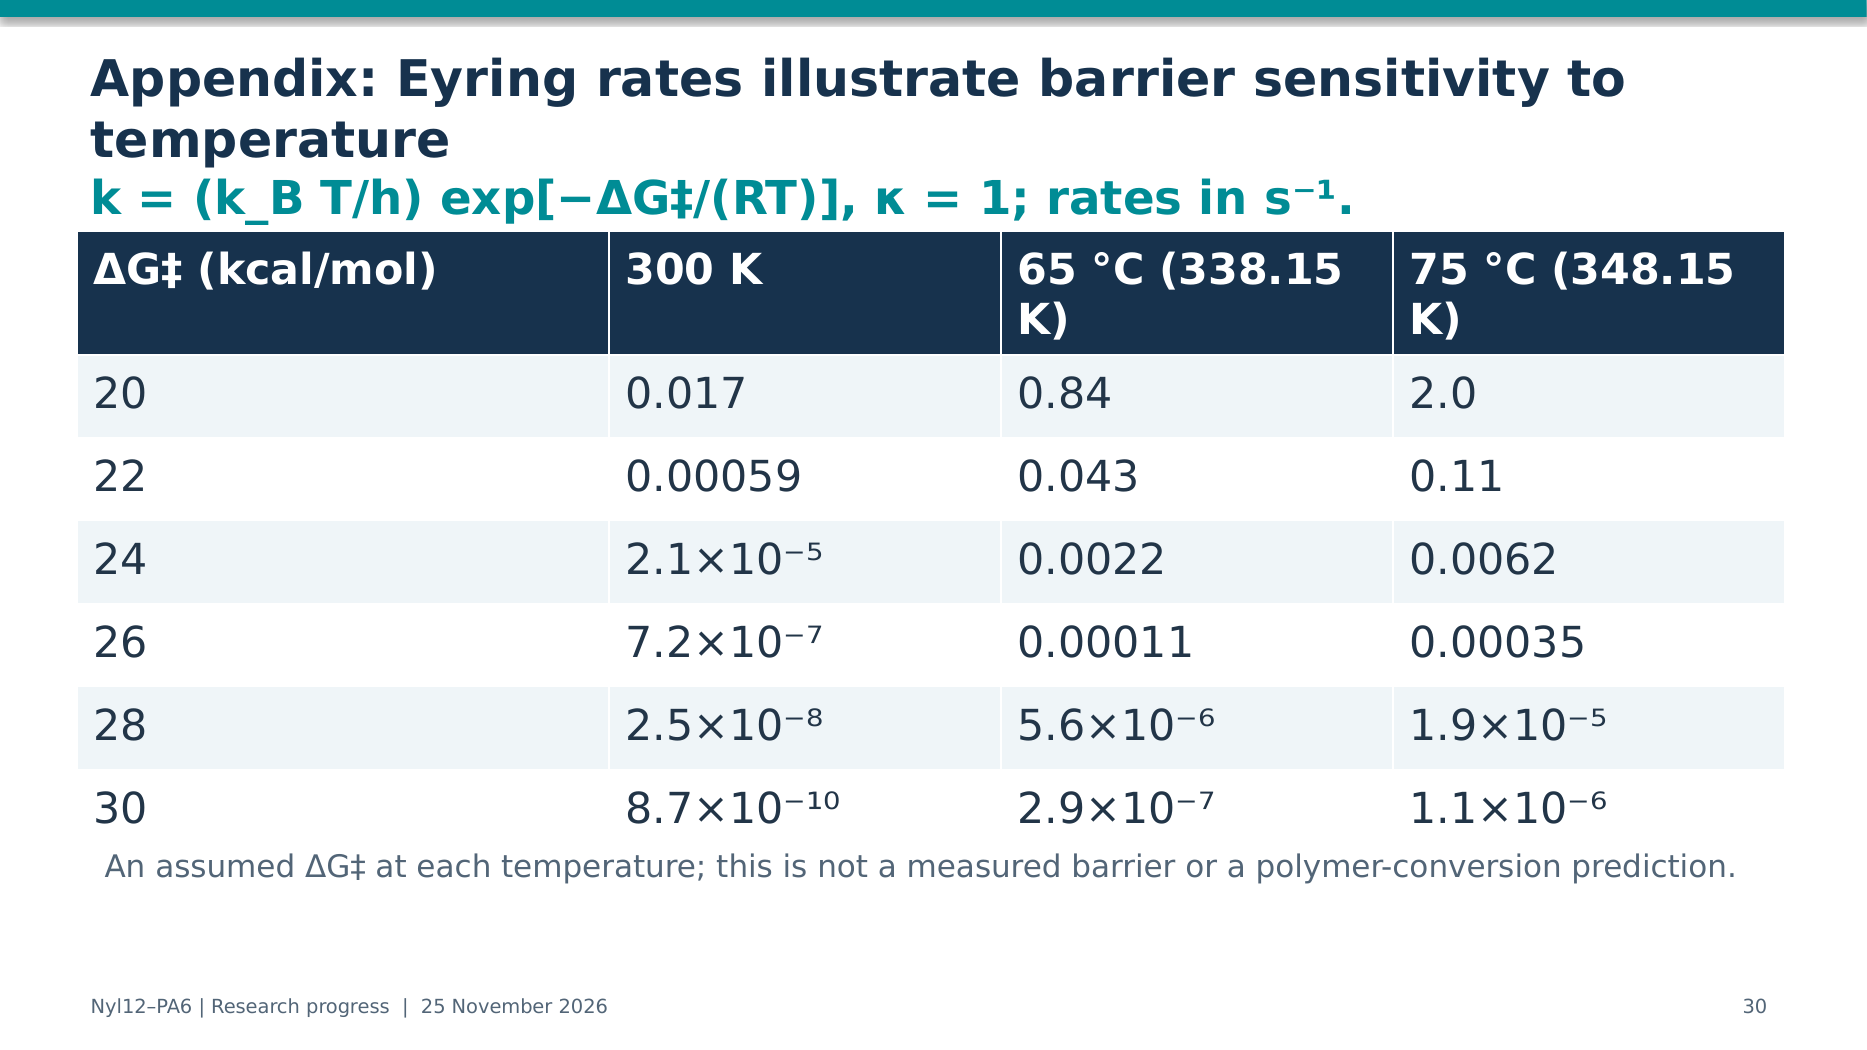 Appendix: Eyring rates illustrate barrier sensitivity to
temperature
k = (k_B T/h) exp[−ΔG‡/(RT)], κ = 1; rates in s⁻¹.
ΔG‡ (kcal/mol) 300 K 65 °C (338.15 K) 75 °C (348.15 K)
20 0.017 0.84 2.0
22 0.00059 0.043 0.11
24 2.1×10⁻⁵ 0.0022 0.0062
26 7.2×10⁻⁷ 0.00011 0.00035
28 2.5×10⁻⁸ 5.6×10⁻⁶ 1.9×10⁻⁵
30 8.7×10⁻¹⁰ 2.9×10⁻⁷ 1.1×10⁻⁶
An assumed ΔG‡ at each temperature; this is not a measured barrier or a polymer-conversion prediction.
Nyl12–PA6 | Research progress | 25 November 2026 30